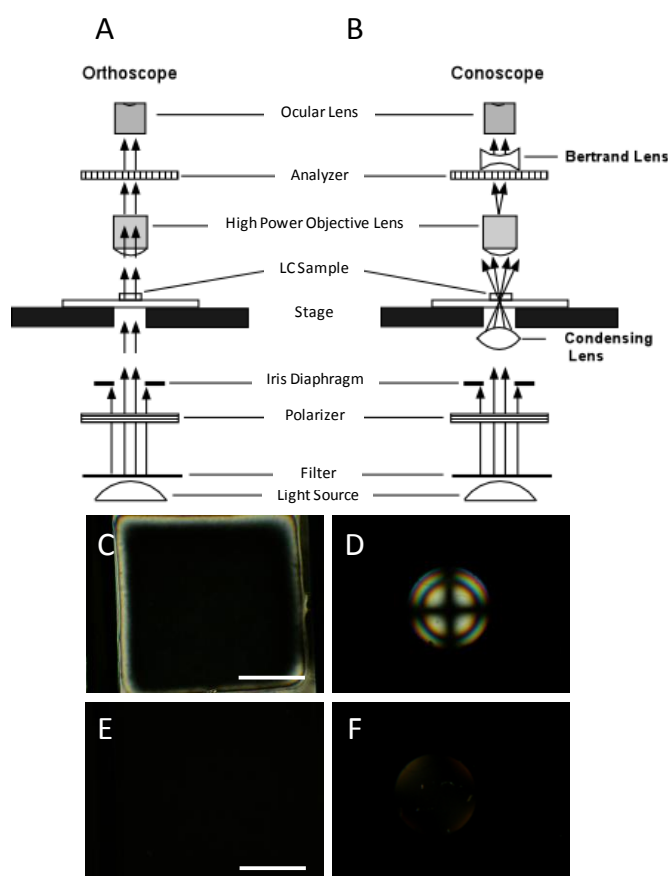 A B
Orthoscope Conoscope
Ocular Lens
Bertrand Lens
Analyzer
High Power Objective Lens
LC Sample
Stage
Condensing
Lens
Iris Diaphragm
Polarizer
Filter
Light Source
C D
E F